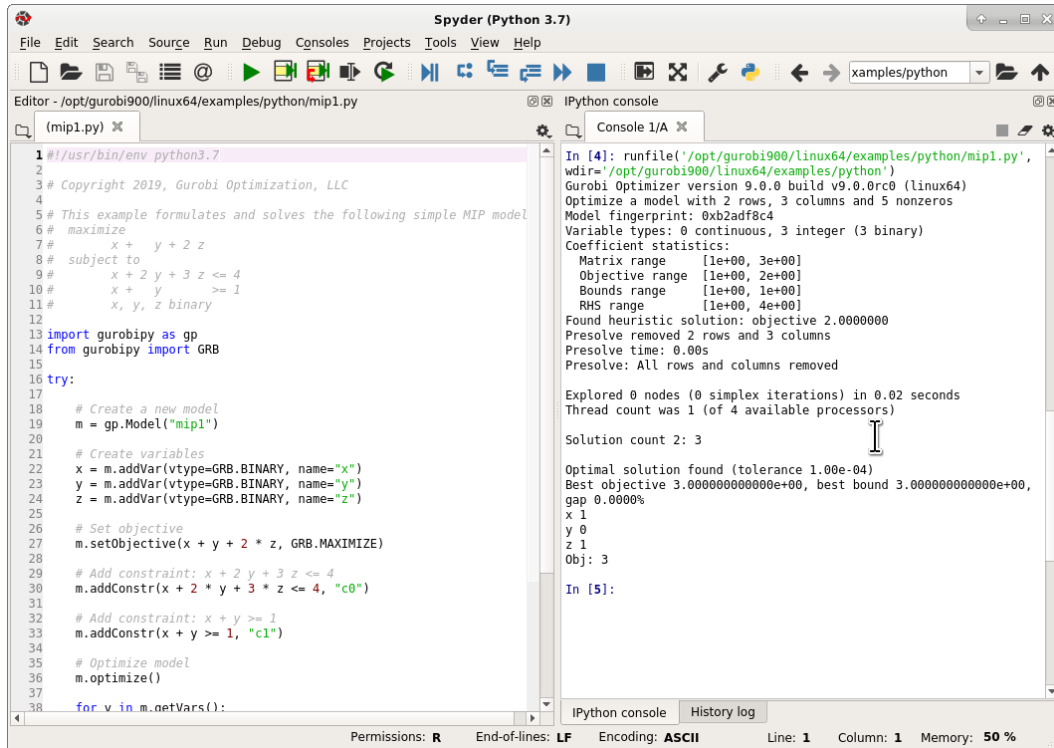 Spyder (Python 3.7)
File Edit Search Source Run Debug Consoles Projects Tools View Help
xamples/python
Editor - /opt/gurobi900/linux64/examples/python/mip1.py
(mip1.py)
1 #!/usr/bin/env python3.7
2
3 # Copyright 2019, Gurobi Optimization, LLC
4
5 # This example formulates and solves the following simple MIP model
6 #  maximize
7 #        x +   y + 2 z
8 #  subject to
9 #        x + 2 y + 3 z <= 4
10 #        x +   y       >= 1
11 #        x, y, z binary
12
13 import gurobipy as gp
14 from gurobipy import GRB
15
16 try:
17
18     # Create a new model
19     m = gp.Model("mip1")
20
21     # Create variables
22     x = m.addVar(vtype=GRB.BINARY, name="x")
23     y = m.addVar(vtype=GRB.BINARY, name="y")
24     z = m.addVar(vtype=GRB.BINARY, name="z")
25
26     # Set objective
27     m.setObjective(x + y + 2 * z, GRB.MAXIMIZE)
28
29     # Add constraint: x + 2 y + 3 z <= 4
30     m.addConstr(x + 2 * y + 3 * z <= 4, "c0")
31
32     # Add constraint: x + y >= 1
33     m.addConstr(x + y >= 1, "c1")
34
35     # Optimize model
36     m.optimize()
37
38     for v in m.getVars():
IPython console
Console 1/A
In [4]: runfile('/opt/gurobi900/linux64/examples/python/mip1.py',
wdir='/opt/gurobi900/linux64/examples/python')
Gurobi Optimizer version 9.0.0 build v9.0.0rc0 (linux64)
Optimize a model with 2 rows, 3 columns and 5 nonzeros
Model fingerprint: 0xb2adf8c4
Variable types: 0 continuous, 3 integer (3 binary)
Coefficient statistics:
  Matrix range     [1e+00, 3e+00]
  Objective range  [1e+00, 2e+00]
  Bounds range     [1e+00, 1e+00]
  RHS range        [1e+00, 4e+00]
Found heuristic solution: objective 2.0000000
Presolve removed 2 rows and 3 columns
Presolve time: 0.00s
Presolve: All rows and columns removed

Explored 0 nodes (0 simplex iterations) in 0.02 seconds
Thread count was 1 (of 4 available processors)

Solution count 2: 3

Optimal solution found (tolerance 1.00e-04)
Best objective 3.000000000000e+00, best bound 3.000000000000e+00,
gap 0.0000%
x 1
y 0
z 1
Obj: 3

In [5]:
IPython console History log
Permissions: R End-of-lines: LF Encoding: ASCII Line: 1 Column: 1 Memory: 50 %